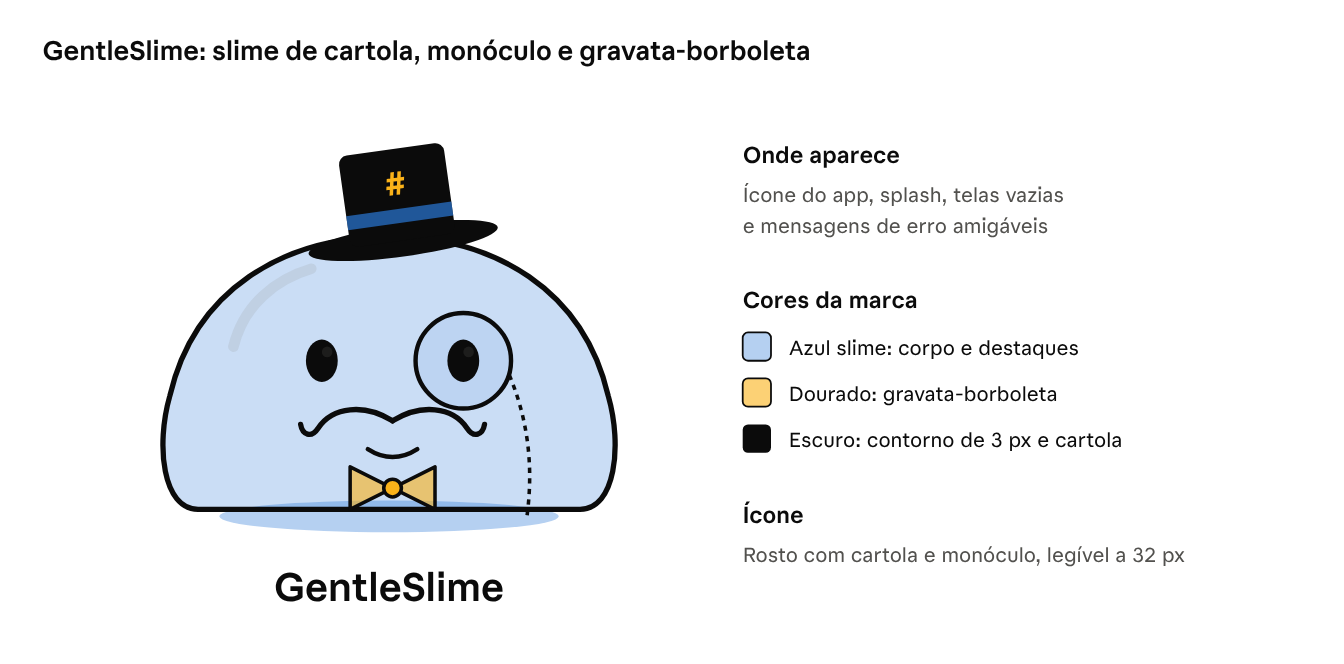 GentleSlime: slime de cartola, monóculo e gravata-borboleta
#
GentleSlime
Onde aparece
Ícone do app, splash, telas vazias
e mensagens de erro amigáveis
Cores da marca
Azul slime: corpo e destaques
Dourado: gravata-borboleta
Escuro: contorno de 3 px e cartola
Ícone
Rosto com cartola e monóculo, legível a 32 px